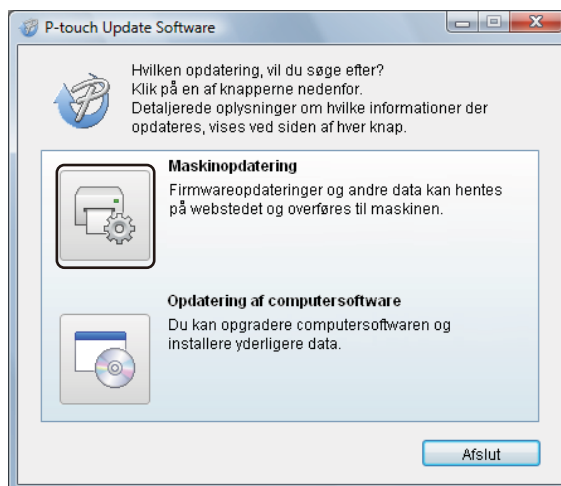 P-touch Update Software
Hvilken opdatering, vil du søge efter?
Klik på en af knapperne nedenfor.
Detaljerede oplysninger om hvilke informationer der
opdateres, vises ved siden af hver knap.
Maskinopdatering
Firmwareopdateringer og andre data kan hentes
på webstedet og overføres til maskinen.
Opdatering af computersoftware
Du kan opgradere computersoftwaren og
installere yderligere data.
Afslut